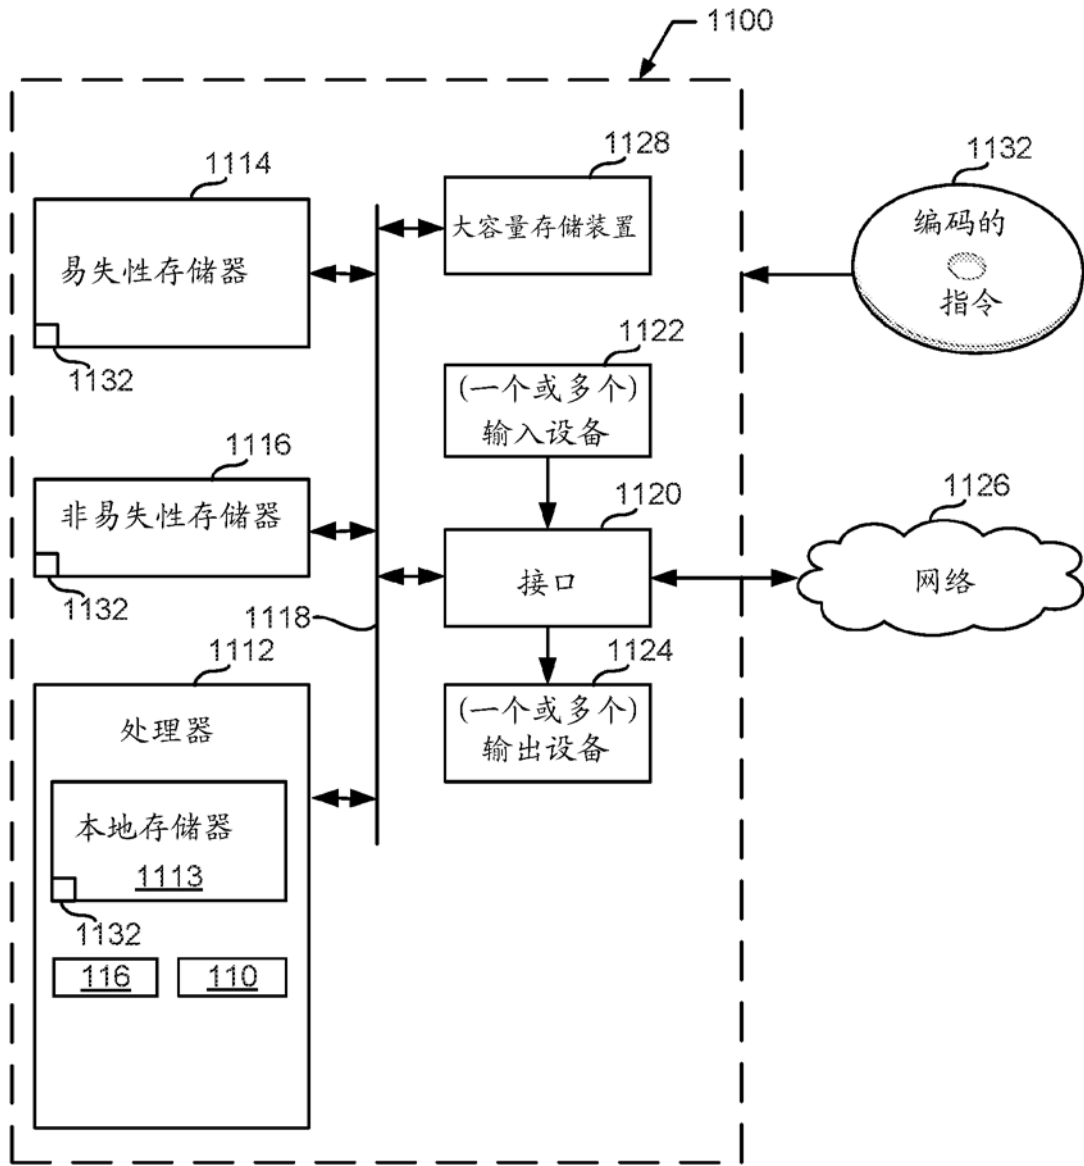 1100
1114
易失性存储器
1132
1128
大容量存储装置
1132
编码的
指令
1122
(一个或多个)
输入设备
1116
非易失性存储器
1132
1120
接口
1126
网络
1118
1112
处理器
本地存储器
1113
1132
116
110
1124
(一个或多个)
输出设备